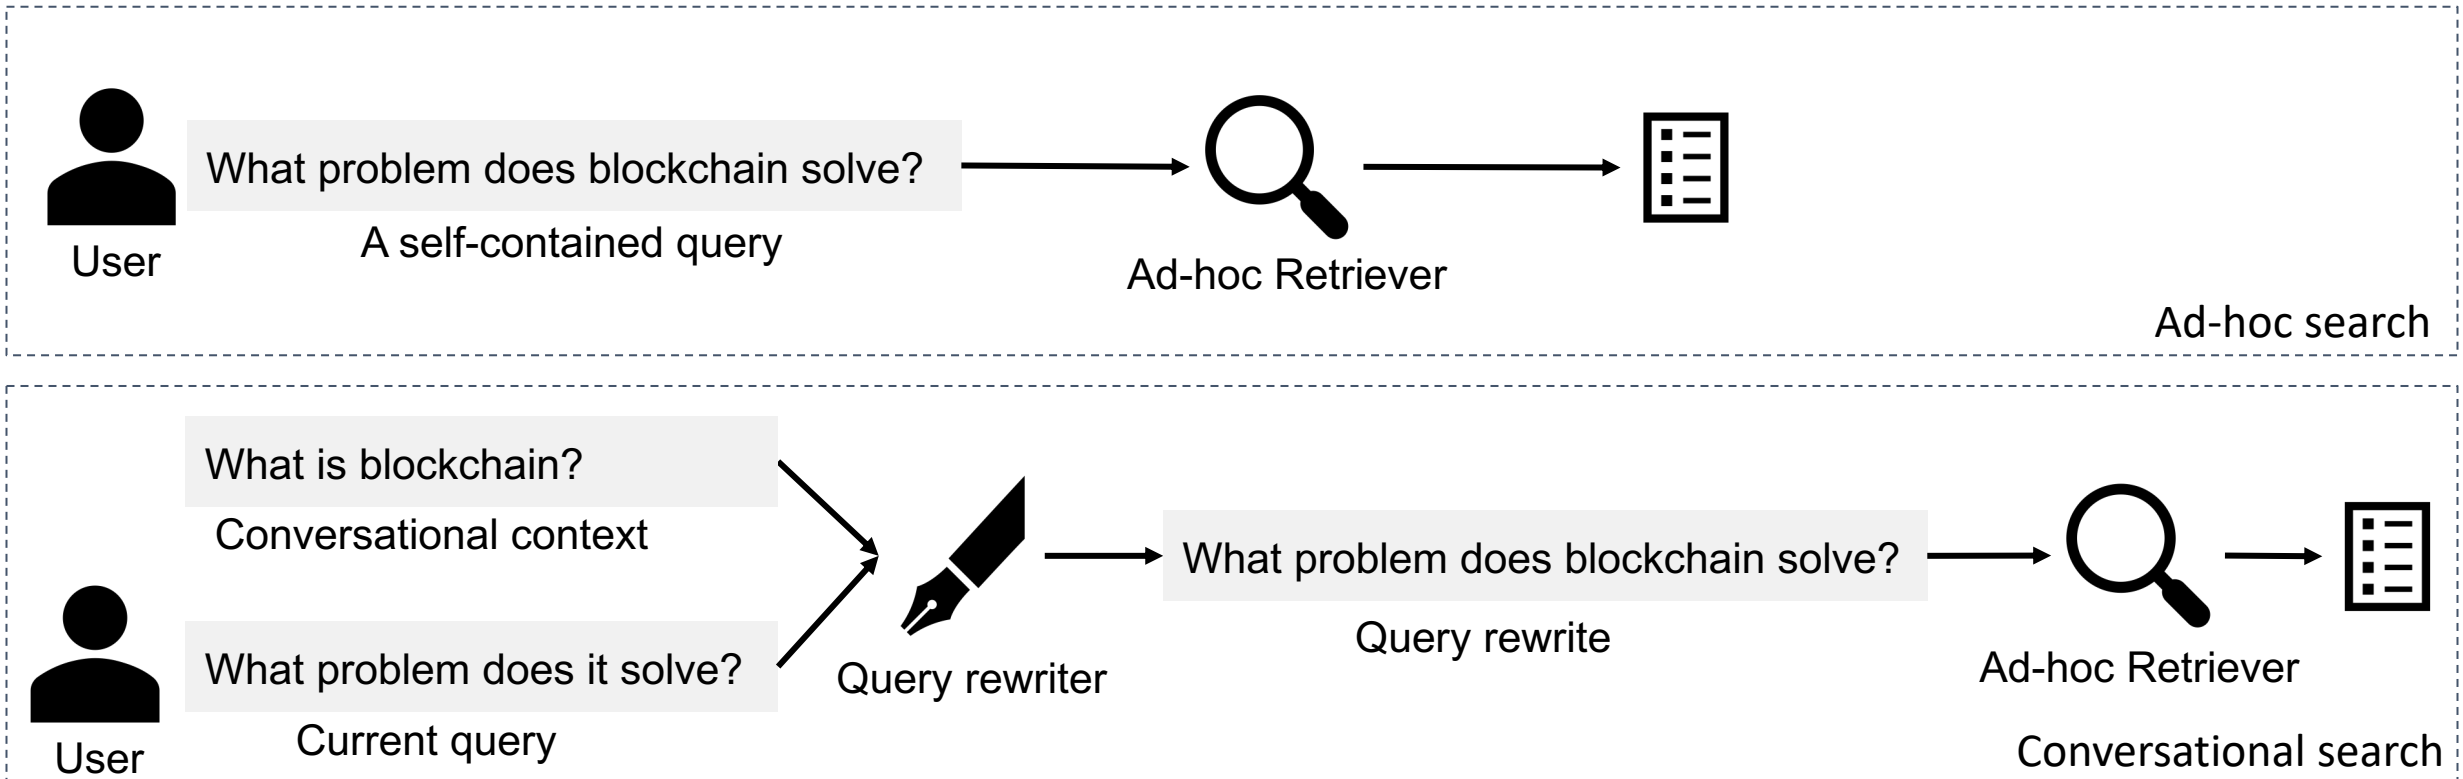 What problem does blockchain solve?
A self-contained query
User
Ad-hoc Retriever
Ad-hoc search
What is blockchain?
Conversational context
What problem does it solve?
Current query
User
Query rewriter
What problem does blockchain solve?
Query rewrite
Ad-hoc Retriever
Conversational search